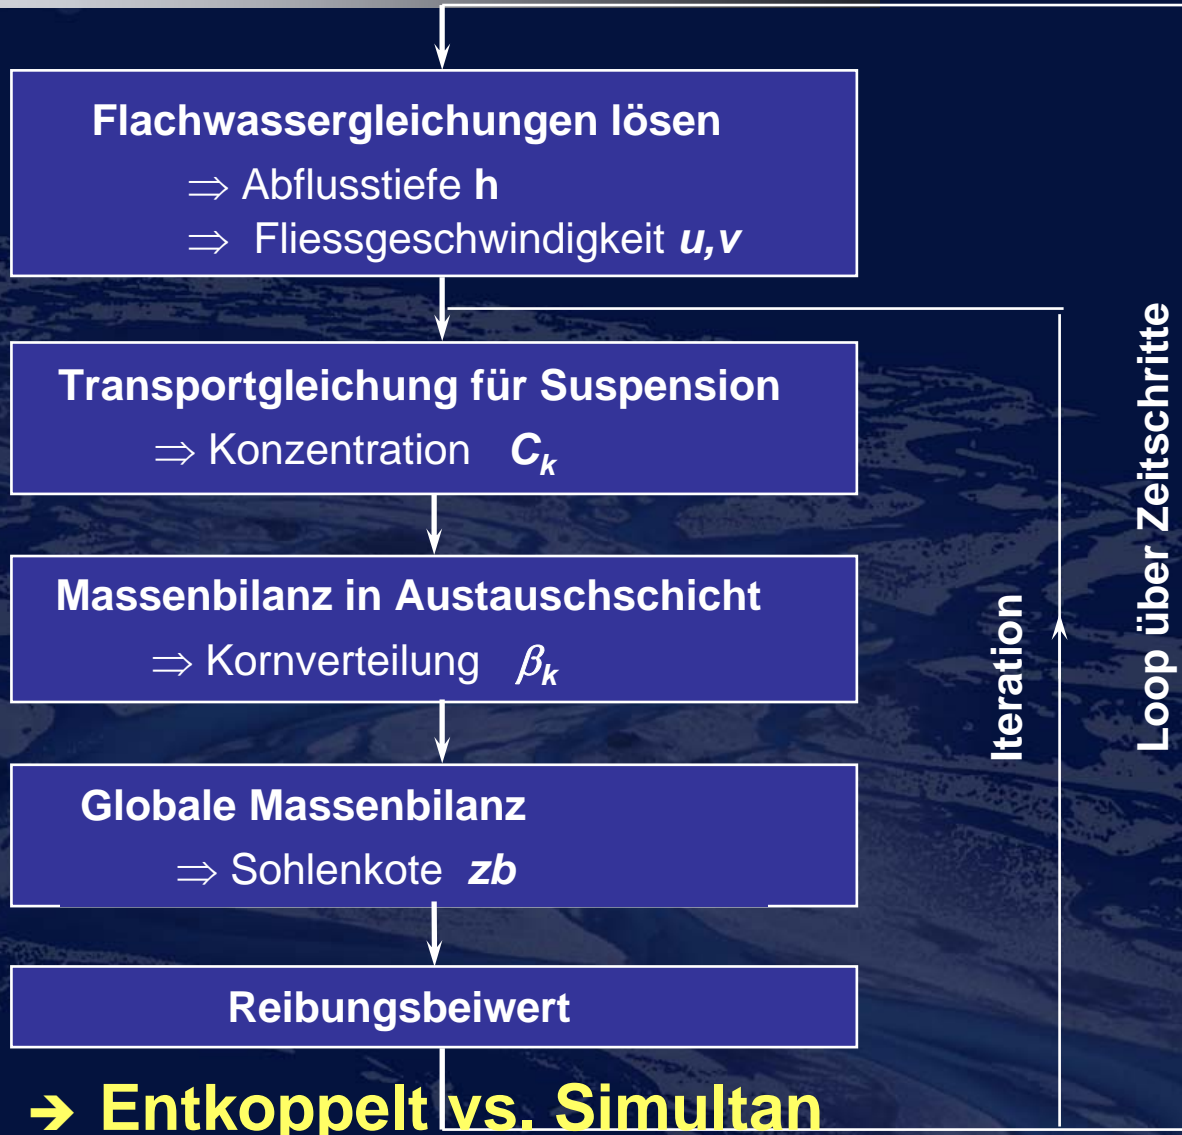 Flachwassergleichungen lösen
⇒ Abflusstiefe h
⇒ Fliessgeschwindigkeit u,v
Transportgleichung für Suspension
⇒ Konzentration Ck
Massenbilanz in Austauschschicht
⇒ Kornverteilung βk
Globale Massenbilanz
⇒ Sohlenkote zb
Reibungsbeiwert
➔ Entkoppelt vs. Simultan
Iteration
Loop über Zeitschritte